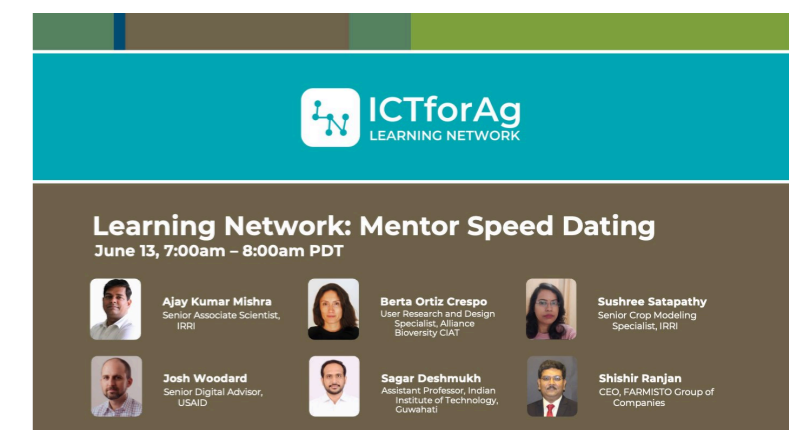 ICTforAg
LEARNING NETWORK
Learning Network: Mentor Speed Dating
June 13, 7:00am – 8:00am PDT
Ajay Kumar Mishra
Senior Associate Scientist,
IRRI
Berta Ortiz Crespo
User Research and Design
Specialist, Alliance
Bioversity CIAT
Sushree Satapathy
Senior Crop Modeling
Specialist, IRRI
Josh Woodard
Senior Digital Advisor,
USAID
Sagar Deshmukh
Assistant Professor, Indian
Institute of Technology,
Guwahati
Shishir Ranjan
CEO, FARMISTO Group of
Companies